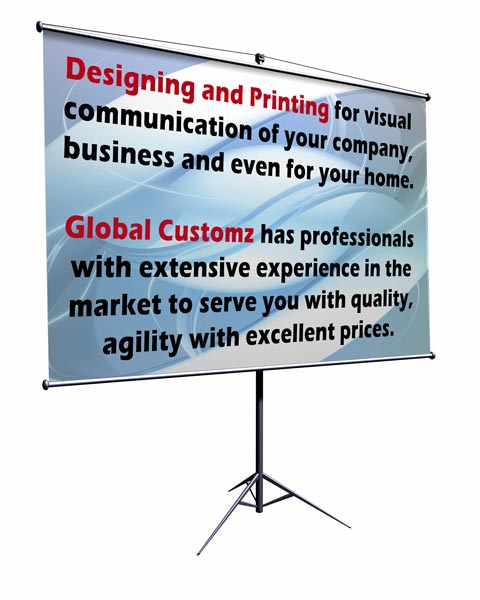 Designing and Printing for visual
communication of your company,
business and even for your home.
Global Customz has professionals
with extensive experience in the
market to serve you with quality,
agility with excellent prices.